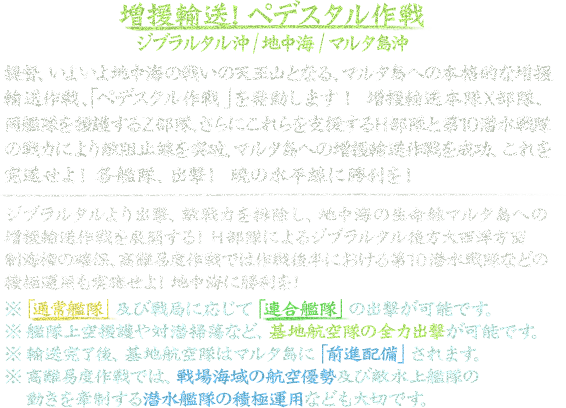 増援輸送！ペデスタル作戦
ジブラルタル沖 / 地中海 / マルタ島沖
提督、いよいよ地中海の戦いの天王山となる、マルタ島への本格的な増援
輸送作戦、「ペデスタル作戦」を発動します！ 増援輸送本隊X部隊、
同艦隊を援護するZ部隊、さらにこれらを支援するH部隊と第10潜水戦隊
の戦力により敵阻止線を突破、マルタ島への増援輸送作戦を成功、これを
完遂せよ！ 各艦隊、出撃！ 暁の水平線に勝利を！
ジブラルタルより出撃、敵戦力を排除し、地中海の生命線マルタ島への
増援輸送作戦を展開する！H部隊によるジブラルタル後方大西洋方面
制海権の確保、高難易度作戦では作戦後半における第10潜水戦隊などの
積極運用も実施せよ！地中海に勝利を！
※「通常艦隊」及び戦局に応じて「連合艦隊」の出撃が可能です。
※ 艦隊上空援護や対潜掃蕩など、基地航空隊の全力出撃が可能です。
※ 輸送完了後、基地航空隊はマルタ島に「前進配備」されます。
※ 高難易度作戦では、戦場海域の航空優勢及び敵水上艦隊の
動きを牽制する潜水艦隊の積極運用なども大切です。